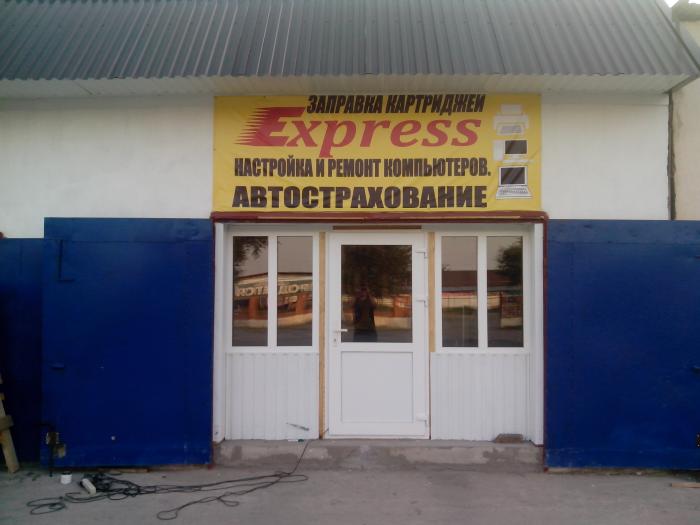 ЗАПРАВКА КАРТРИДЖЕЙ
Express
НАСТРОЙКА И РЕМОНТ КОМПЬЮТЕРОВ.
АВТОСТРАХОВАНИЕ